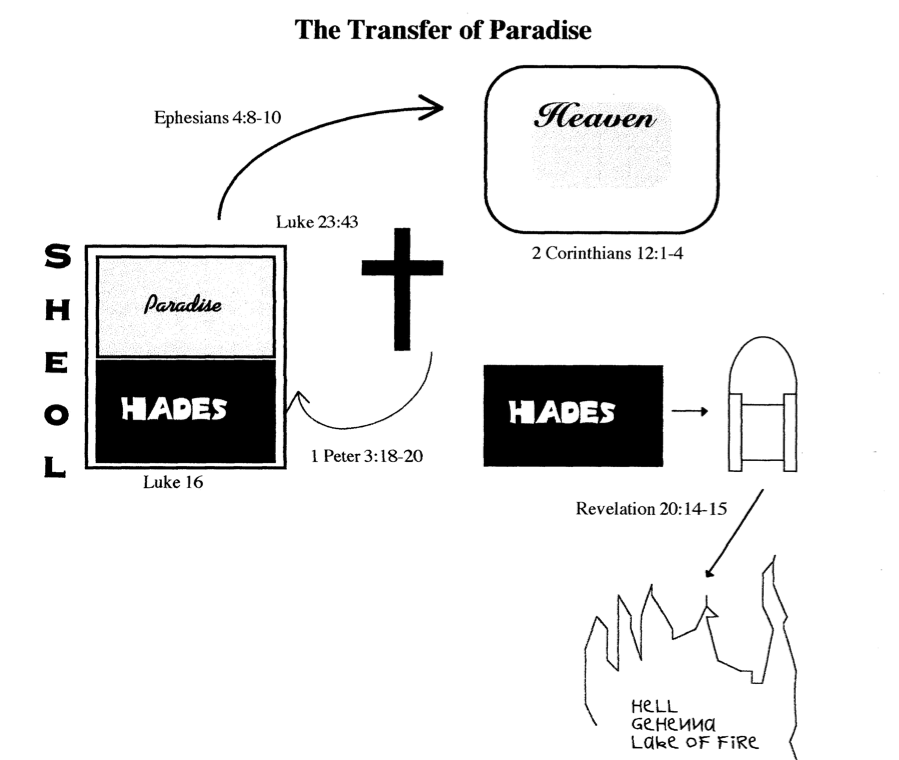 The Transfer of Paradise
Ephesians 4:8-10
Heaven
Luke 23:43
2 Corinthians 12:1-4
SHEOL
Paradise
HADES
HADES
1 Peter 3:18-20
Luke 16
Revelation 20:14-15
HELL
GEHENNA
LAkE OF FiRE